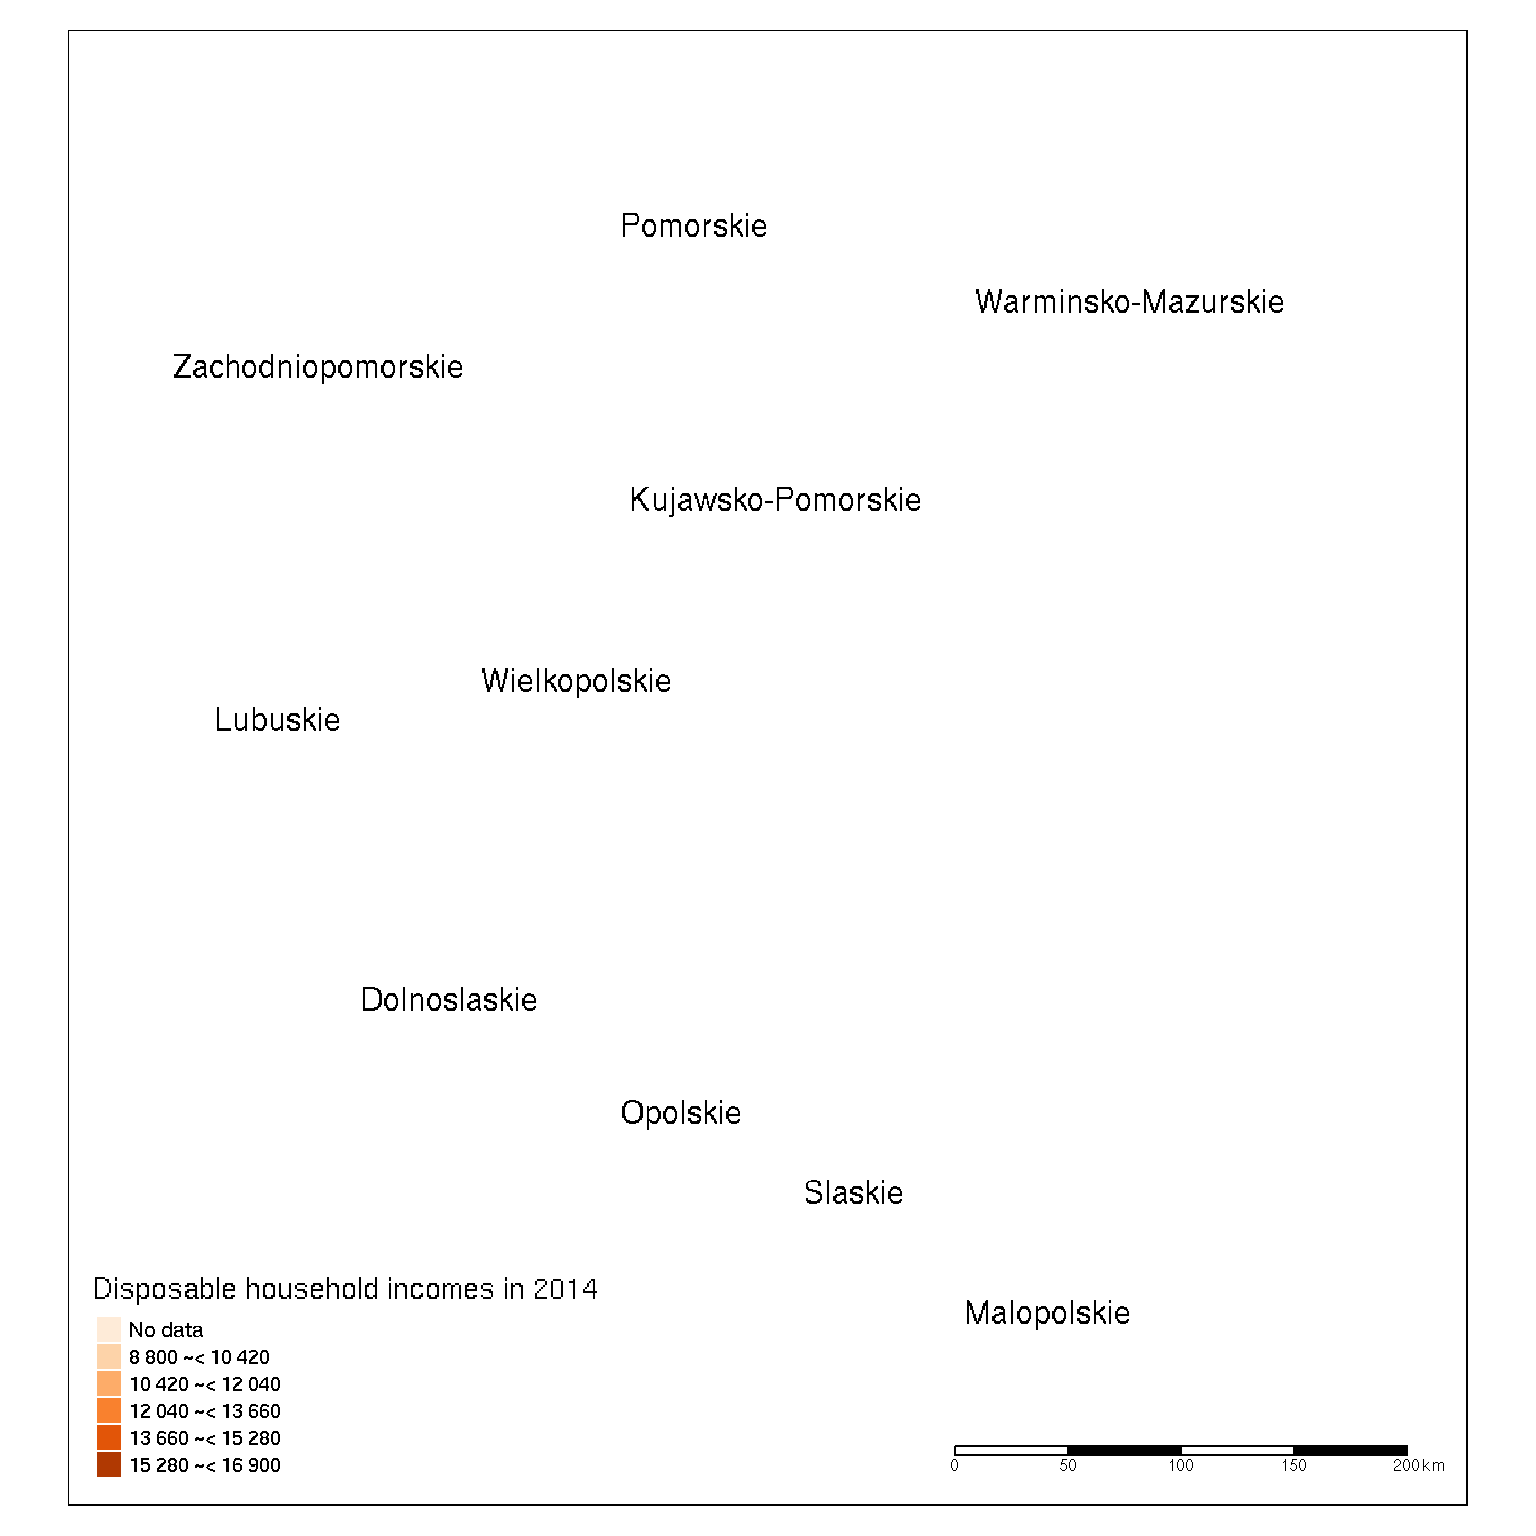 Pomorskie
Warminsko-Mazurskie
Zachodniopomorskie
Kujawsko-Pomorskie
Wielkopolskie
Lubuskie
Dolnoslaskie
Opolskie
Slaskie
Disposable household incomes in 2014
Malopolskie
No data
8 800 ~< 10 420
10 420 ~< 12 040
12 040 ~< 13 660
13 660 ~< 15 280
15 280 ~< 16 900
0 50 100 150 200km